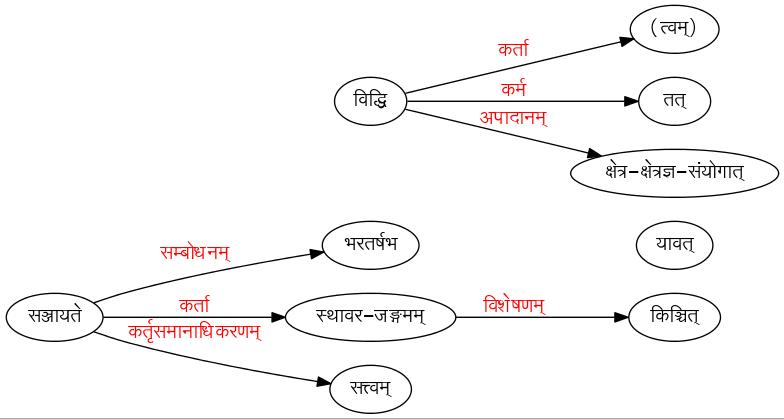 (त्वम्)
कर्ता
विद्धि
कर्म
तत्
अपादानम्
क्षेत्र-क्षेत्रज्ञ-संयोगात्
सम्बोधनम्
भरतर्षभ
यावत्
सञ्जायते
कर्ता
स्थावर-जङ्गमम्
विशेषणम्
किञ्चित्
कर्तृसमानाधिकरणम्
सत्त्वम्